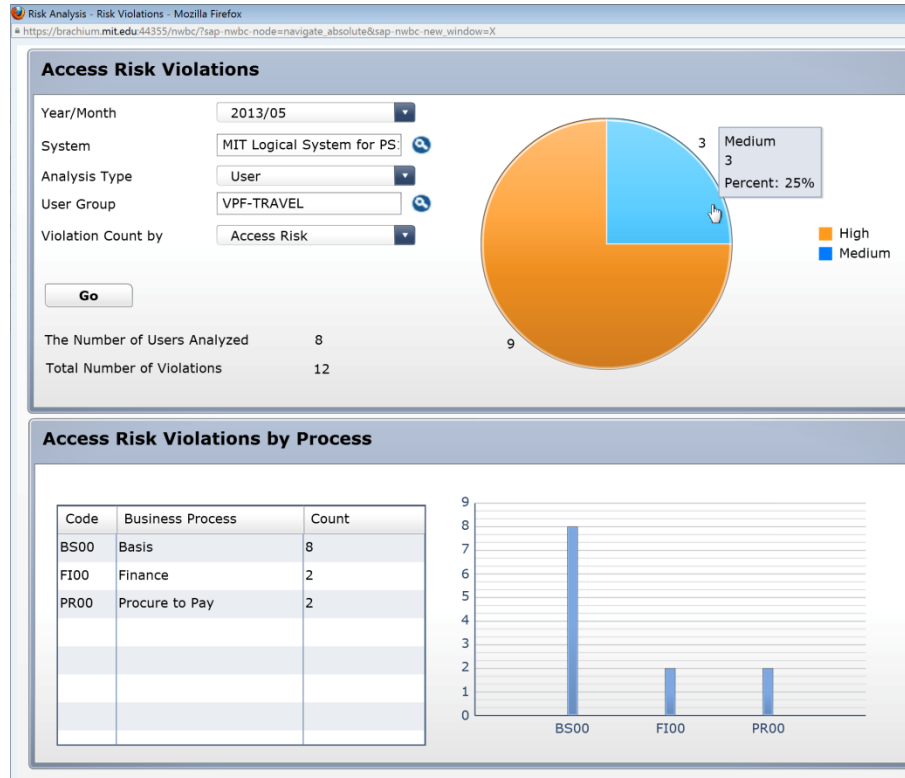 Risk Analysis - Risk Violations - Mozilla Firefox
https://brachium.mit.edu:44355/nwbc/?sap-nwbc-node=navigate_absolute&sap-nwbc-new_window=X
Access Risk Violations
Year/Month 2013/05
System MIT Logical System for PS
Analysis Type User
User Group VPF-TRAVEL
Violation Count by Access Risk
Go
The Number of Users Analyzed 8
Total Number of Violations 12
3
Medium
3
Percent: 25%
High
Medium
9
Access Risk Violations by Process
Code Business Process Count
BS00 Basis 8
FI00 Finance 2
PR00 Procure to Pay 2
9
8
7
6
5
4
3
2
1
0
BS00 FI00 PR00